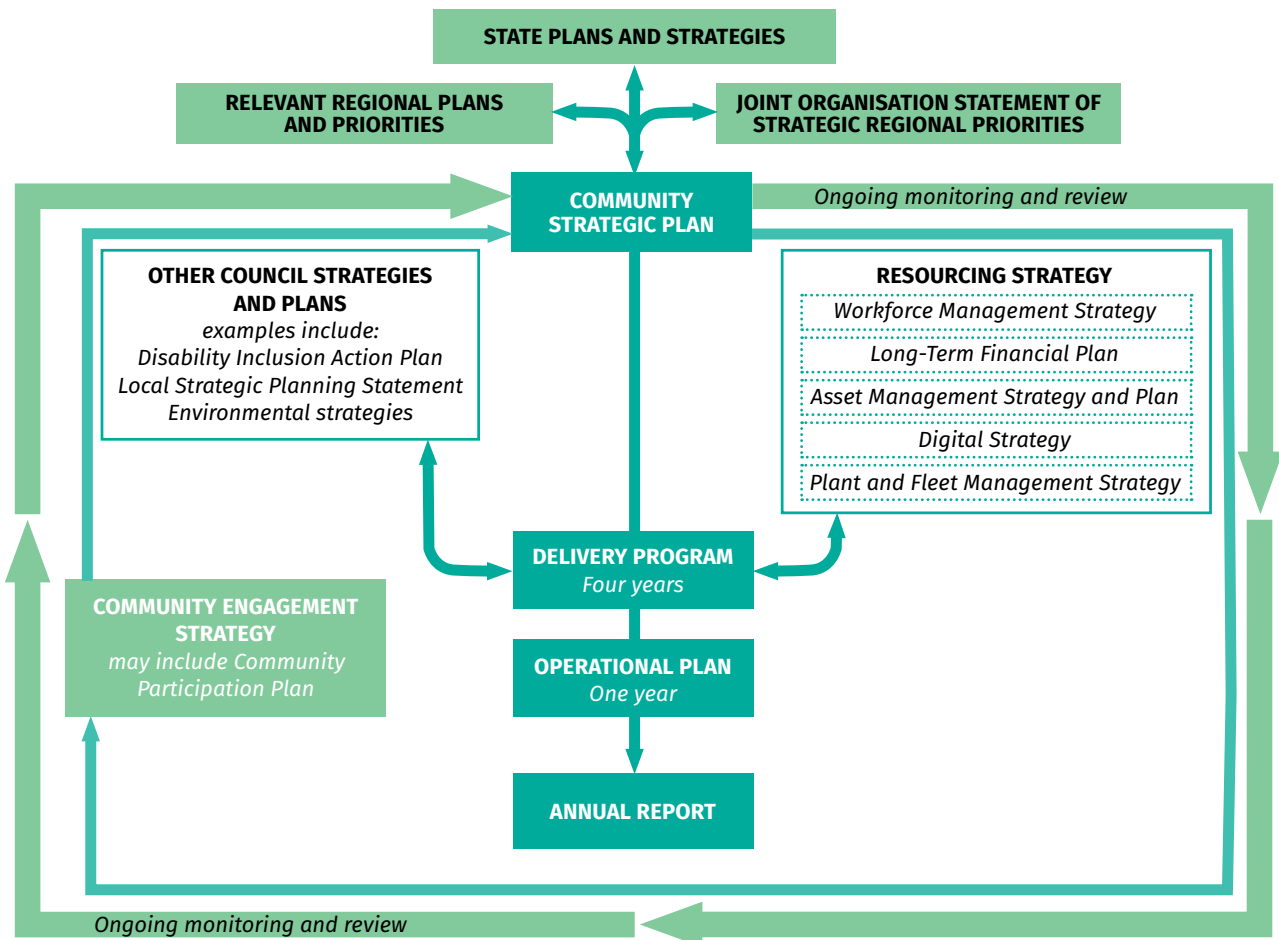 STATE PLANS AND STRATEGIES
RELEVANT REGIONAL PLANS
AND PRIORITIES
JOINT ORGANISATION STATEMENT OF
STRATEGIC REGIONAL PRIORITIES
COMMUNITY
STRATEGIC PLAN
Ongoing monitoring and review
OTHER COUNCIL STRATEGIES
AND PLANS
examples include:
Disability Inclusion Action Plan
Local Strategic Planning Statement
Environmental strategies
RESOURCING STRATEGY
Workforce Management Strategy
Long-Term Financial Plan
Asset Management Strategy and Plan
Digital Strategy
Plant and Fleet Management Strategy
DELIVERY PROGRAM
Four years
COMMUNITY ENGAGEMENT
STRATEGY
may include Community
Participation Plan
OPERATIONAL PLAN
One year
ANNUAL REPORT
Ongoing monitoring and review